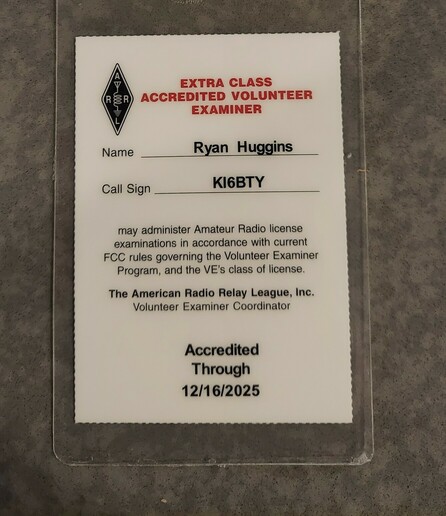 A
R R
L
EXTRA CLASS
ACCREDITED VOLUNTEER
EXAMINER
Name Ryan Huggins
Call Sign KI6BTY
may administer Amateur Radio license
examinations in accordance with current
FCC rules governing the Volunteer Examiner
Program, and the VE's class of license.
The American Radio Relay League, Inc.
Volunteer Examiner Coordinator
Accredited
Through
12/16/2025